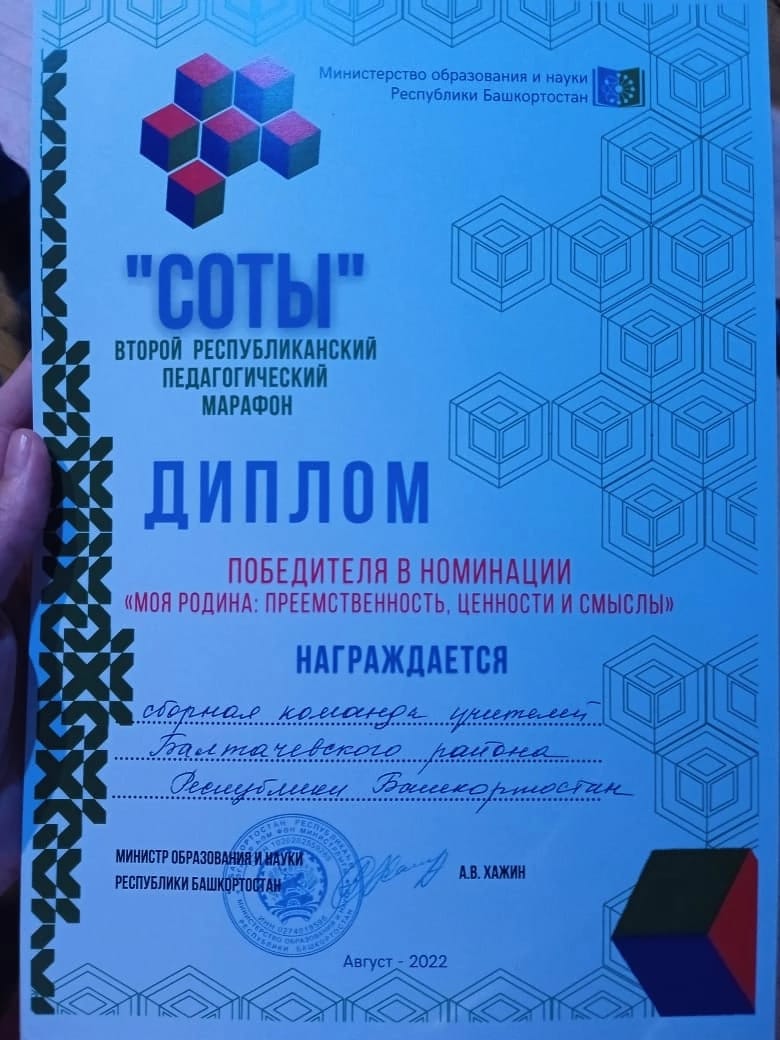 Министерство образования и науки
Республики Башкортостан
"СОТЫ"
ВТОРОЙ РЕСПУБЛИКАНСКИЙ
ПЕДАГОГИЧЕСКИЙ
МАРАФОН
ДИПЛОМ
ПОБЕДИТЕЛЯ В НОМИНАЦИИ
«МОЯ РОДИНА: ПРЕЕМСТВЕННОСТЬ, ЦЕННОСТИ И СМЫСЛЫ»
НАГРАЖДАЕТСЯ
сборная команда учителей
Балтачевского района
Республики Башкортостан
МИНИСТР ОБРАЗОВАНИЯ И НАУКИ
РЕСПУБЛИКИ БАШКОРТОСТАН
А.В. ХАЖИН
Август - 2022